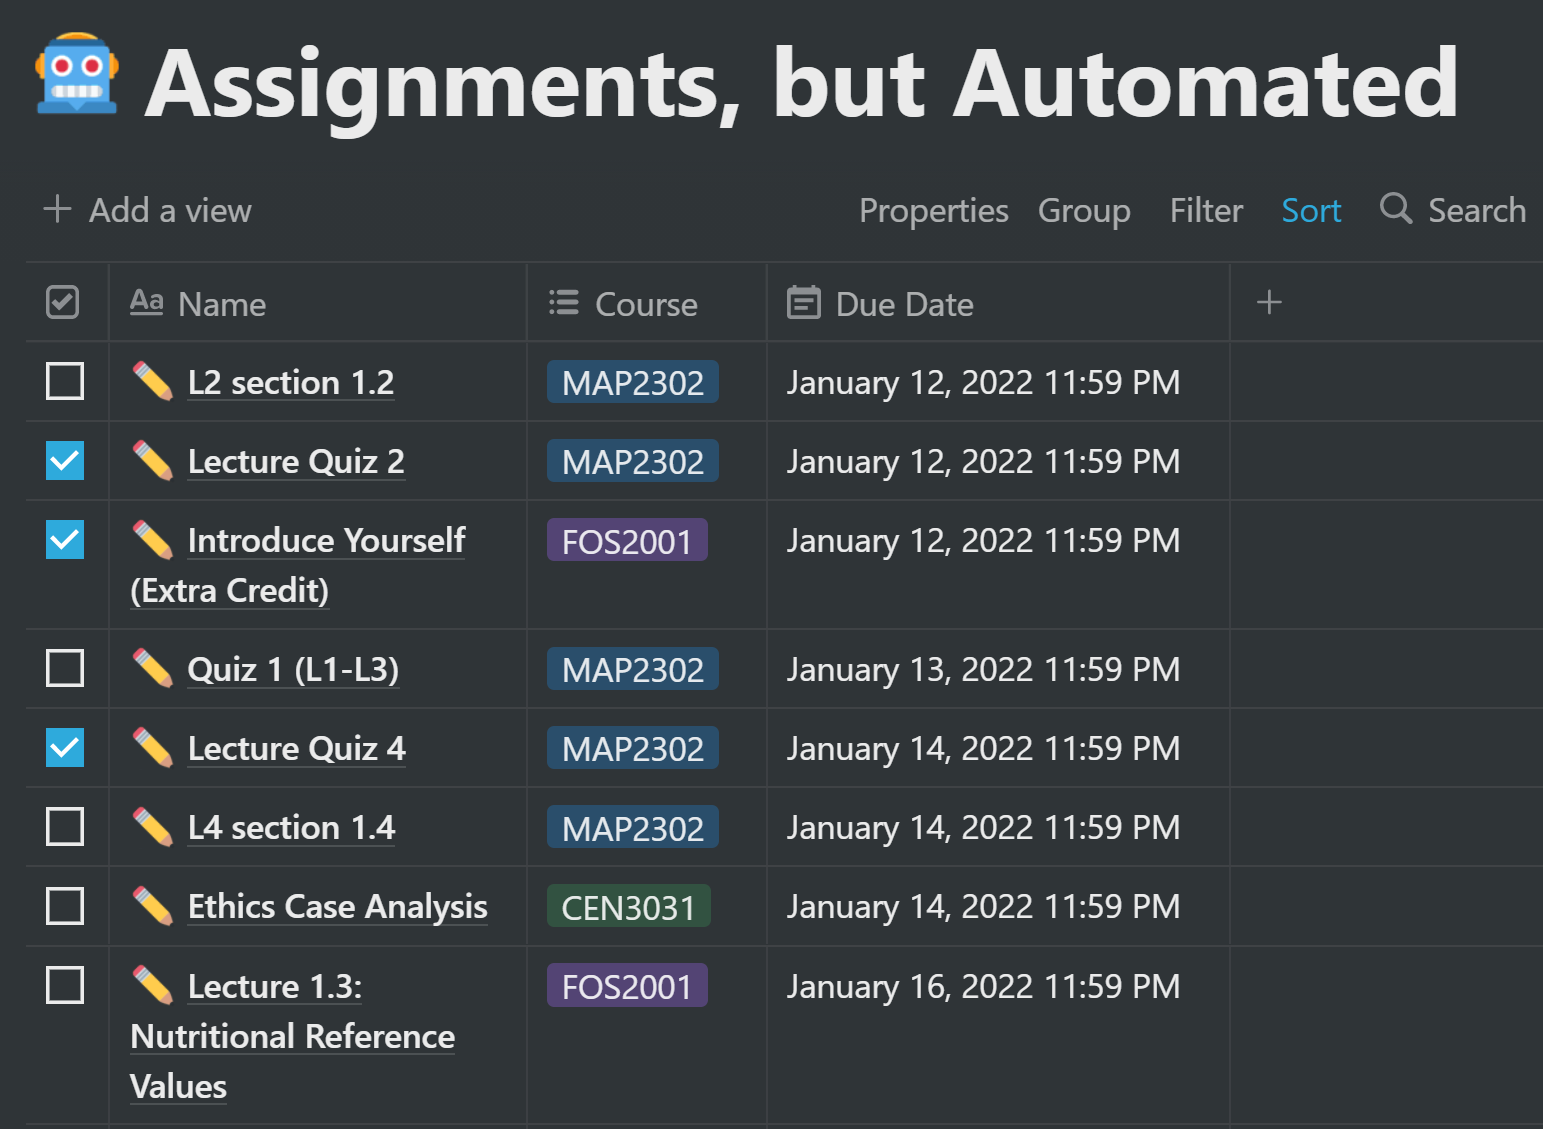 Assignments, but Automated
Add a view
Properties Group Filter Sort Search
Aa Name Course Due Date
L2 section 1.2 MAP2302 January 12, 2022 11:59 PM
Lecture Quiz 2 MAP2302 January 12, 2022 11:59 PM
Introduce Yourself FOS2001 January 12, 2022 11:59 PM
(Extra Credit)
Quiz 1 (L1-L3) MAP2302 January 13, 2022 11:59 PM
Lecture Quiz 4 MAP2302 January 14, 2022 11:59 PM
L4 section 1.4 MAP2302 January 14, 2022 11:59 PM
Ethics Case Analysis CEN3031 January 14, 2022 11:59 PM
Lecture 1.3: FOS2001 January 16, 2022 11:59 PM
Nutritional Reference
Values